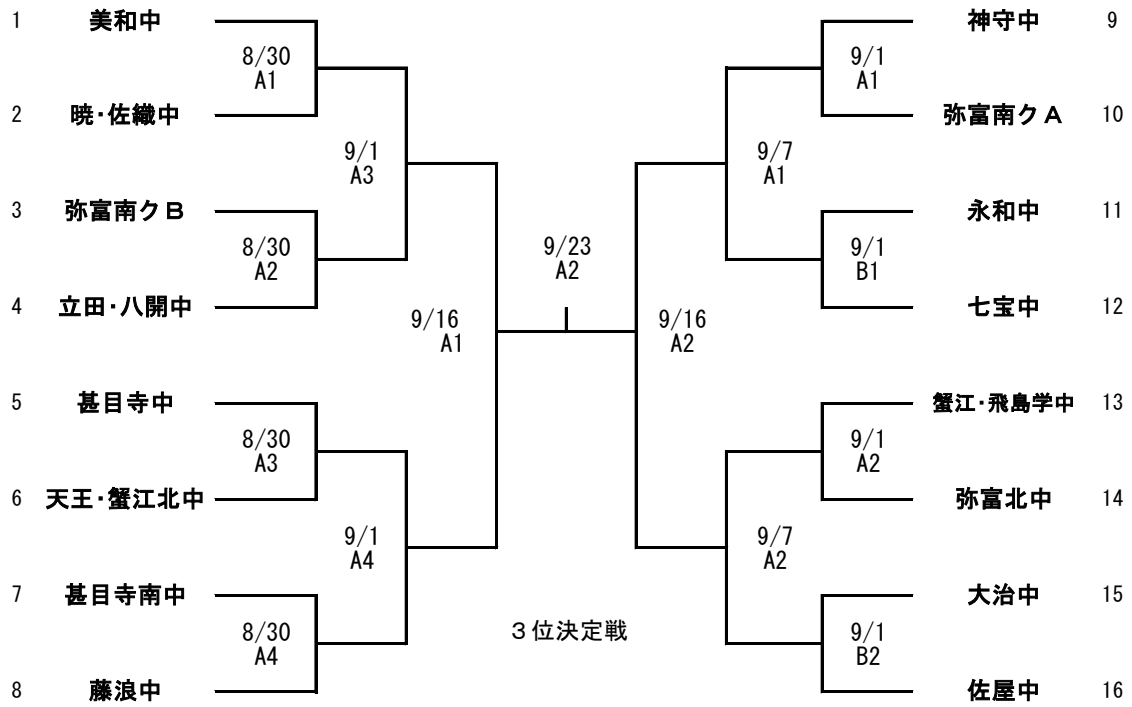 1 美和中
8/30
A1
2 暁・佐織中
9/1
A3
3 弥富南クB
8/30
A2
4 立田・八開中
9/16
A1
5 甚目寺中
8/30
A3
6 天王・蟹江北中
9/1
A4
7 甚目寺南中
8/30
A4
8 藤浪中
9/23
A2
3位決定戦
神守中 9
9/1
A1
弥富南クA 10
9/7
A1
永和中 11
9/1
B1
七宝中 12
9/16
A2
蟹江・飛島学中 13
9/1
A2
弥富北中 14
9/7
A2
大治中 15
9/1
B2
佐屋中 16